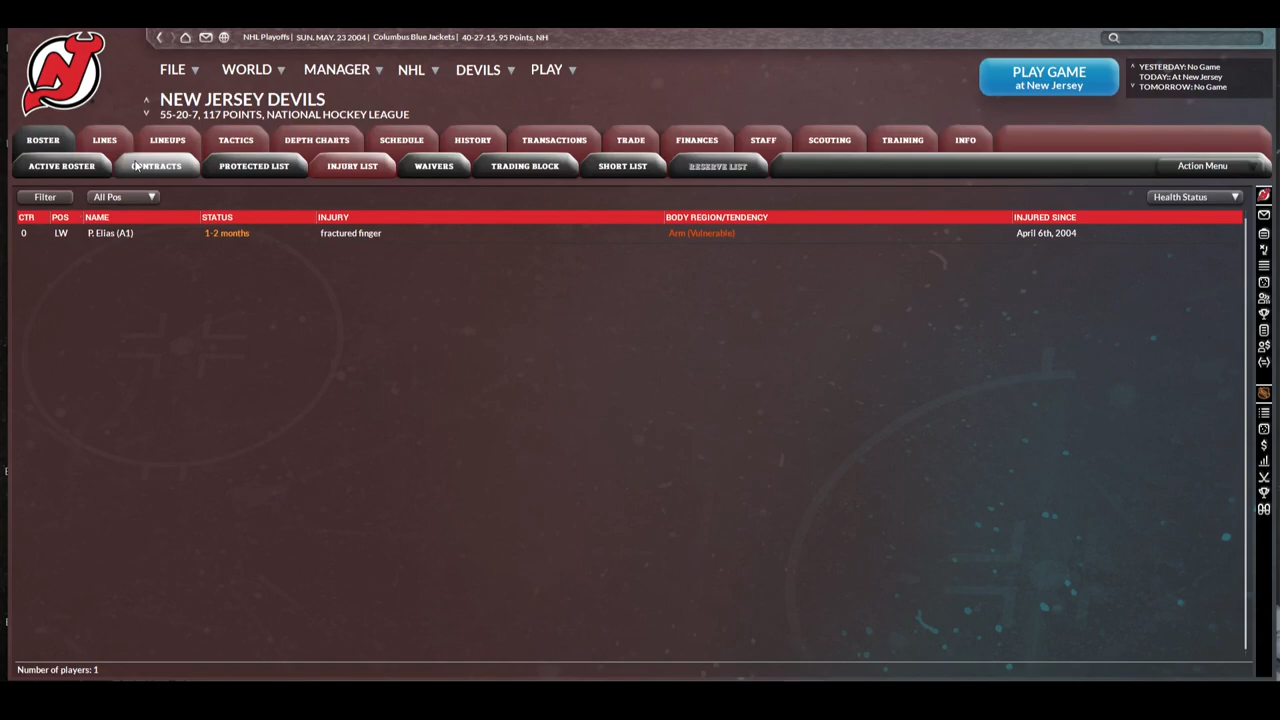 NHL Playoffs | SUN. MAY. 23 2004 | Columbus Blue Jackets | 40-27-15, 95 Points, NH
FILE WORLD MANAGER NHL DEVILS PLAY
PLAY GAME
at New Jersey
YESTERDAY: No Game
TODAY:: At New Jersey
TOMORROW: No Game
NEW JERSEY DEVILS
55-20-7, 117 POINTS, NATIONAL HOCKEY LEAGUE
ROSTER LINES LINEUPS TACTICS DEPTH CHARTS SCHEDULE HISTORY TRANSACTIONS TRADE FINANCES STAFF SCOUTING TRAINING INFO
ACTIVE ROSTER CONTRACTS PROTECTED LIST INJURY LIST WAIVERS TRADING BLOCK SHORT LIST RESERVE LIST Action Menu
Filter All Pos Health Status
CTR POS NAME STATUS INJURY BODY REGION/TENDENCY INJURED SINCE
0 LW P. Elias (A1) 1-2 months fractured finger Arm (Vulnerable) April 6th, 2004
Number of players: 1